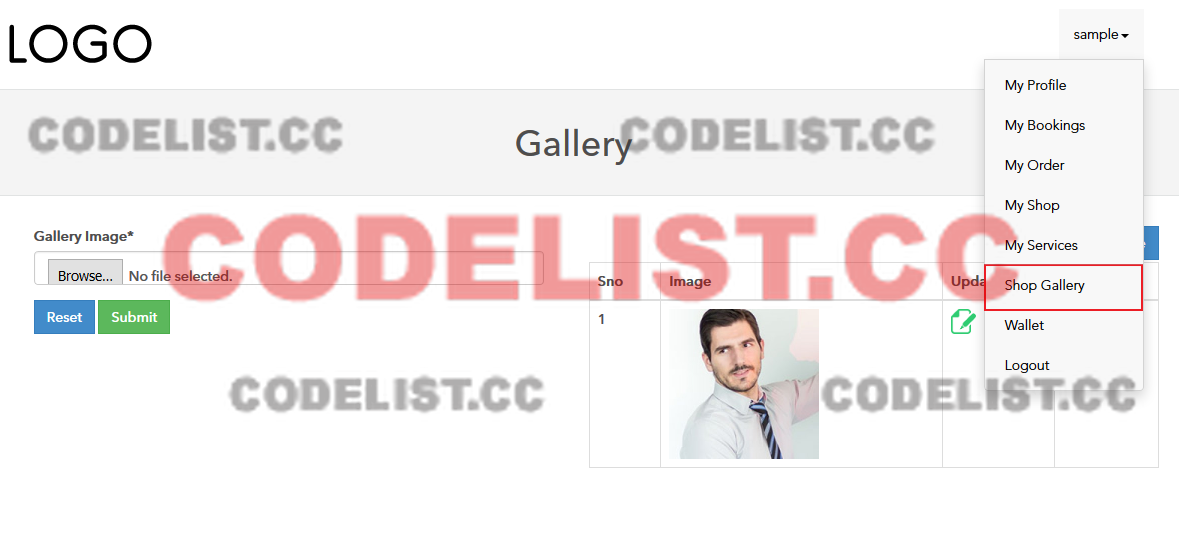 LOGO
sample
My Profile
My Bookings
My Order
My Shop
My Services
Shop Gallery
Wallet
Logout
CODELIST.CC
Gallery
CODELIST.CC
CODELIST.CC
Gallery Image*
Browse... No file selected.
Reset Submit
Sno Image Upda
1
CODELIST.CC
CODELIST.CC